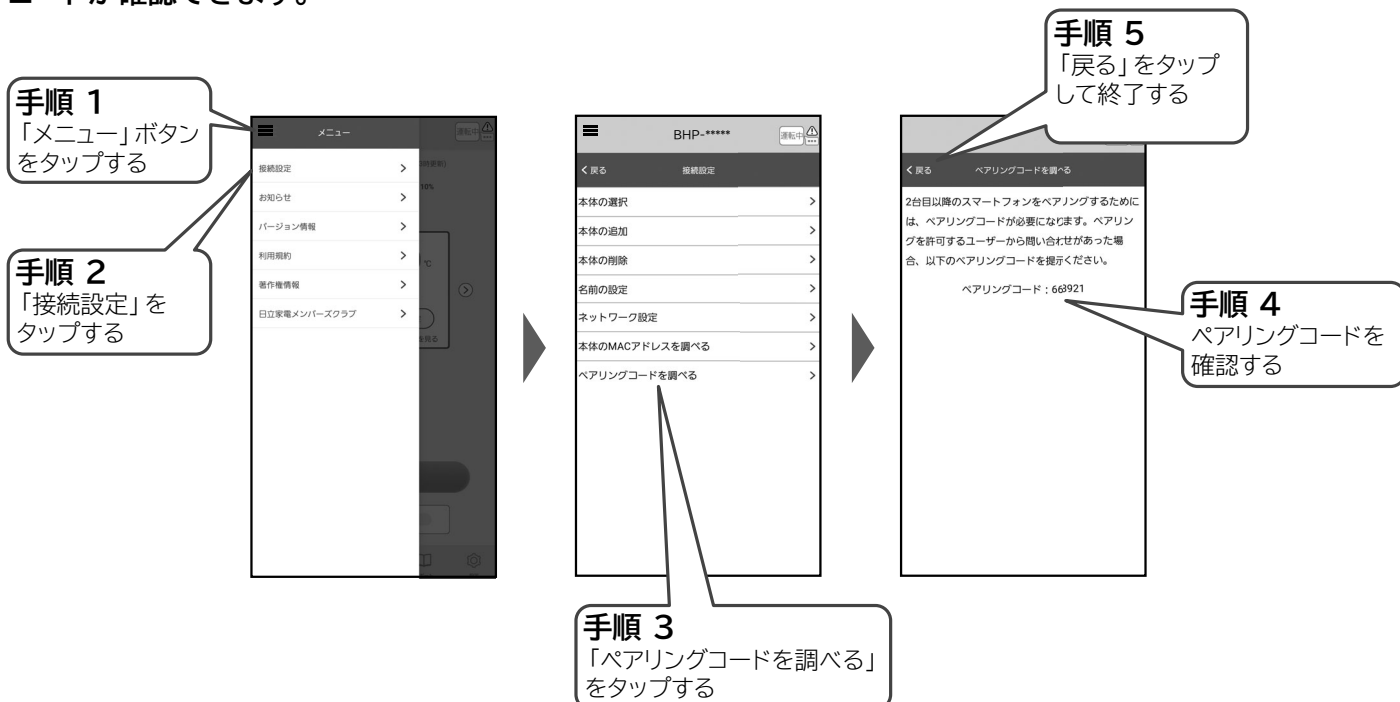 コードが確認できます。
手順 1
「メニュー」ボタン
をタップする
手順 2
「接続設定」を
タップする
メニュー
運転中
接続設定
お知らせ
バージョン情報
利用規約
著作権情報
日立家電メンバーズクラブ
10%
℃
を見る
BHP-*****
運転中
戻る
接続設定
本体の選択
本体の追加
本体の削除
名前の設定
ネットワーク設定
本体のMACアドレスを調べる
ペアリングコードを調べる
手順 3
「ペアリングコードを調べる」
をタップする
手順 5
「戻る」をタップ
して終了する
戻る
ペアリングコードを調べる
2台目以降のスマートフォンをペアリングするために
は、ペアリングコードが必要になります。ペアリン
グを許可するユーザーから問い合わせがあった場
合、以下のペアリングコードを提示ください。
ペアリングコード：663921
手順 4
ペアリングコードを
確認する